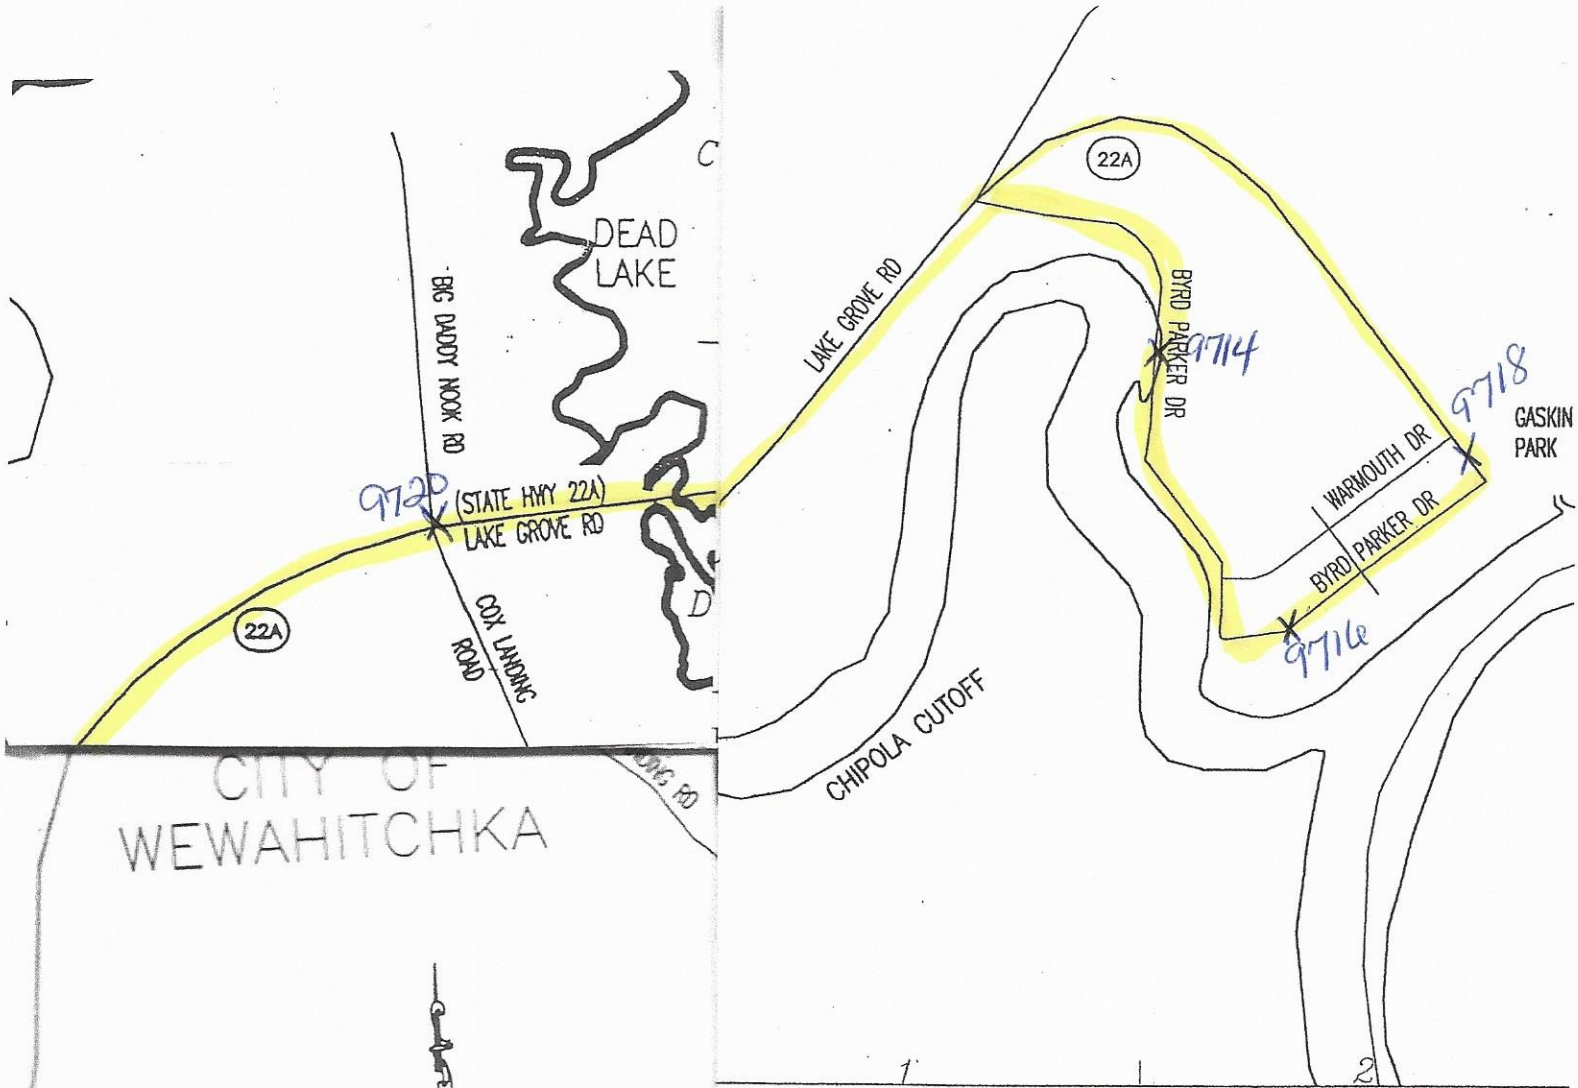 C
DEAD
LAKE
BIG DADDY NOOK RD
9720
(STATE HWY 22A)
LAKE GROVE RD
22A
COX LANDING
ROAD
D
CITY OF
WEWAHITCHKA
RD
22A
LAKE GROVE RD
BYRD PARKER DR
9714
9718
GASKIN
PARK
WARMOUTH DR
BYRD PARKER DR
9716
CHIPOLA CUTOFF
1
2